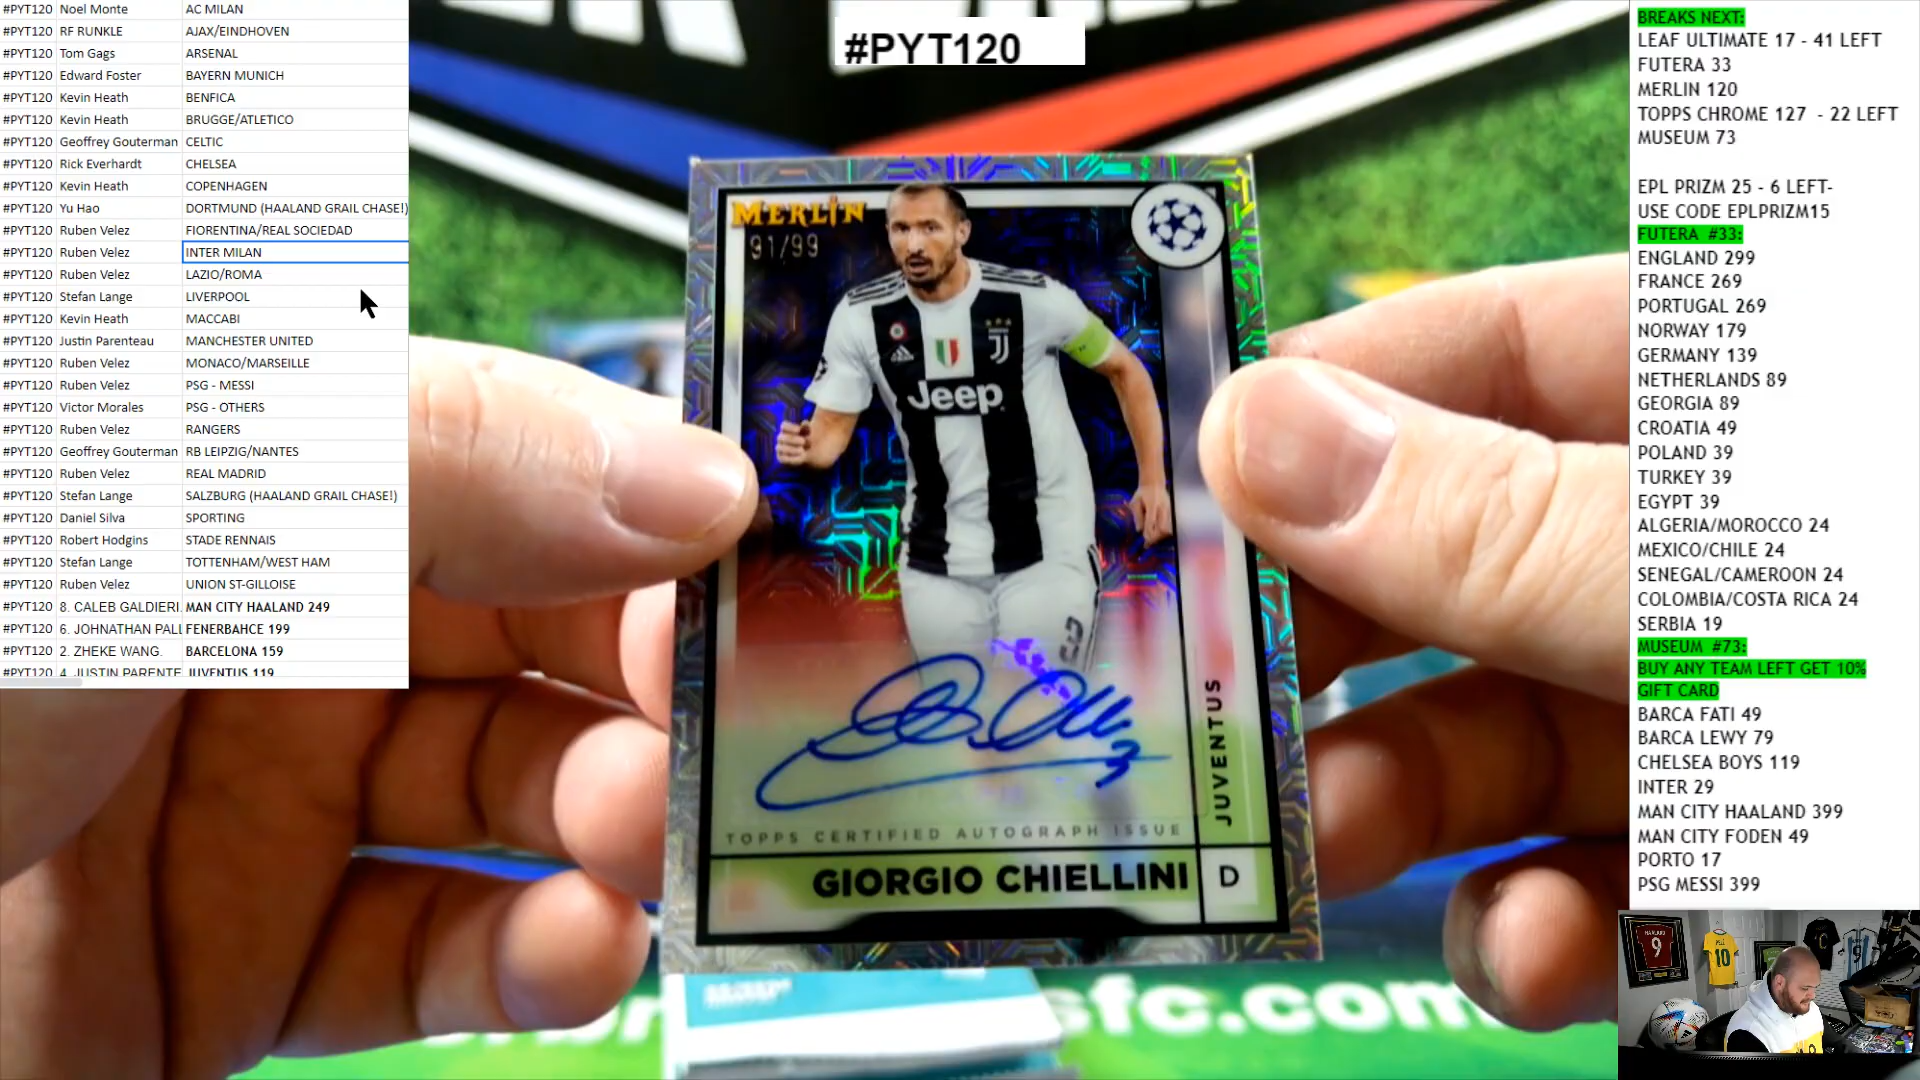 #PYT120 Noel Monte AC MILAN
#PYT120 RF RUNKLE AJAX/EINDHOVEN
#PYT120 Tom Gags ARSENAL
#PYT120 Edward Foster BAYERN MUNICH
#PYT120 Kevin Heath BENFICA
#PYT120 Kevin Heath BRUGGE/ATLETICO
#PYT120 Geoffrey Gouterman CELTIC
#PYT120 Rick Everhardt CHELSEA
#PYT120 Kevin Heath COPENHAGEN
#PYT120 Yu Hao DORTMUND (HAALAND GRAIL CHASE!)
#PYT120 Ruben Velez FIORENTINA/REAL SOCIEDAD
#PYT120 Ruben Velez INTER MILAN
#PYT120 Ruben Velez LAZIO/ROMA
#PYT120 Stefan Lange LIVERPOOL
#PYT120 Kevin Heath MACCABI
#PYT120 Justin Parenteau MANCHESTER UNITED
#PYT120 Ruben Velez MONACO/MARSEILLE
#PYT120 Ruben Velez PSG - MESSI
#PYT120 Victor Morales PSG - OTHERS
#PYT120 Ruben Velez RANGERS
#PYT120 Geoffrey Gouterman RB LEIPZIG/NANTES
#PYT120 Ruben Velez REAL MADRID
#PYT120 Stefan Lange SALZBURG (HAALAND GRAIL CHASE!)
#PYT120 Daniel Silva SPORTING
#PYT120 Robert Hodgins STADE RENNAIS
#PYT120 Stefan Lange TOTTENHAM/WEST HAM
#PYT120 Ruben Velez UNION ST-GILLOISE
#PYT120 8. CALEB GALDIERI. MAN CITY HAALAND 249
#PYT120 6. JOHNATHAN PALL FENERBAHCE 199
#PYT120 2. ZHEKE WANG. BARCELONA 159
#PYT120 4. JUSTIN PARENTE JUVENTUS 119
#PYT120
MERLIN
91/99
Jeep
3
JUVENTUS
TOPPS CERTIFIED AUTOGRAPH ISSUE
GIORGIO CHIELLINI D
sfc.com
BREAKS NEXT:
LEAF ULTIMATE 17 - 41 LEFT
FUTERA 33
MERLIN 120
TOPPS CHROME 127 - 22 LEFT
MUSEUM 73
EPL PRIZM 25 - 6 LEFT-
USE CODE EPLPRIZM15
FUTERA #33:
ENGLAND 299
FRANCE 269
PORTUGAL 269
NORWAY 179
GERMANY 139
NETHERLANDS 89
GEORGIA 89
CROATIA 49
POLAND 39
TURKEY 39
EGYPT 39
ALGERIA/MOROCCO 24
MEXICO/CHILE 24
SENEGAL/CAMEROON 24
COLOMBIA/COSTA RICA 24
SERBIA 19
MUSEUM #73:
BUY ANY TEAM LEFT GET 10%
GIFT CARD
BARCA FATI 49
BARCA LEWY 79
CHELSEA BOYS 119
INTER 29
MAN CITY HAALAND 399
MAN CITY FODEN 49
PORTO 17
PSG MESSI 399
HAALAND
9
10
9